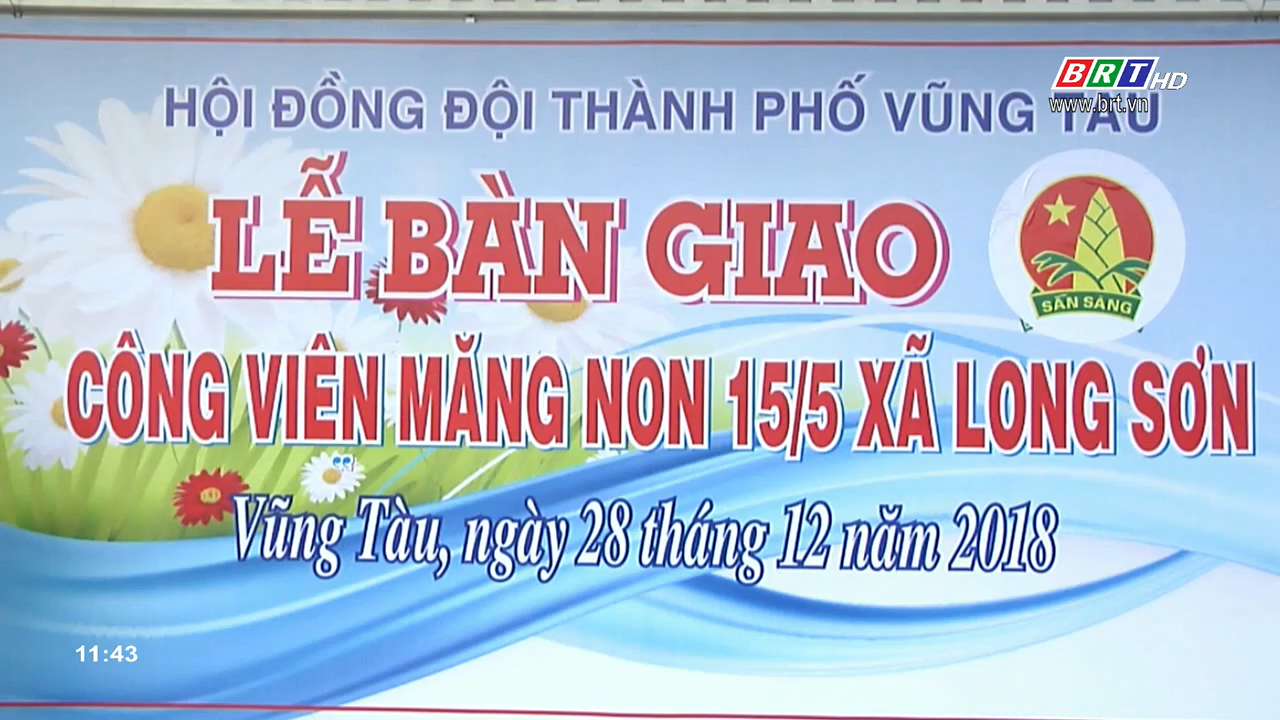 BRT HD
www.brt.vn
HỘI ĐỒNG ĐỘI THÀNH PHỐ VŨNG TÀU
LỄ BÀN GIAO
SẴN SÀNG
CÔNG VIÊN MĂNG NON 15/5 XÃ LONG SƠN
Vũng Tàu, ngày 28 tháng 12 năm 2018
11:43